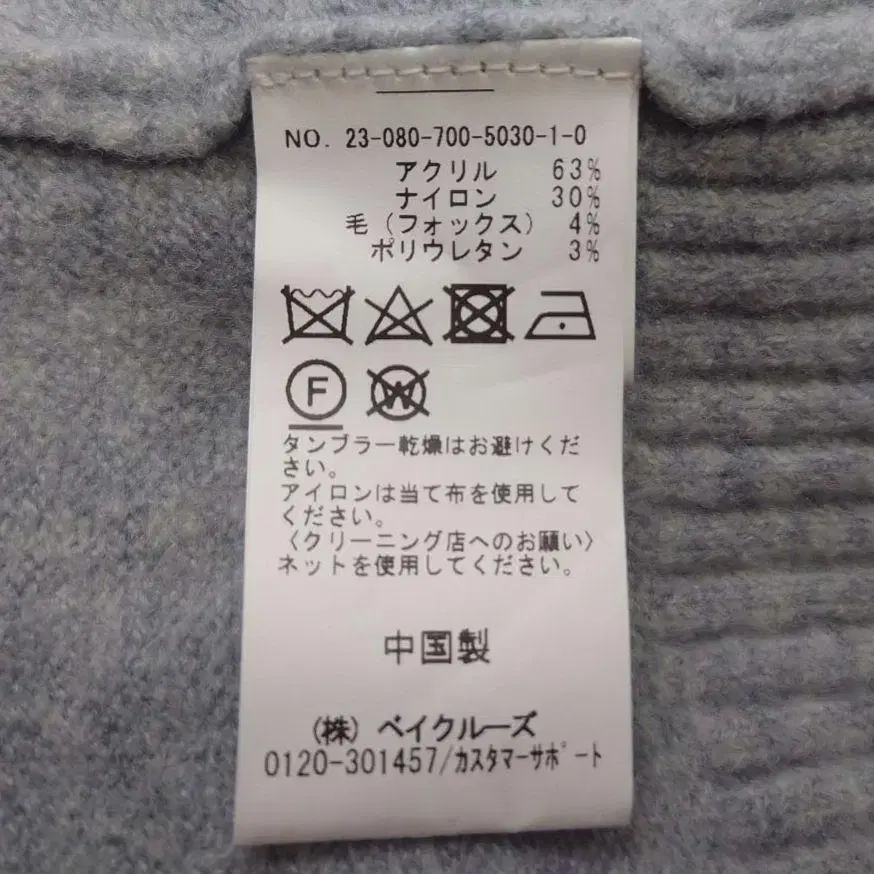 NO. 23-080-700-5030-1-0
アクリル 63%
ナイロン 30%
毛(フォックス) 4%
ポリウレタン 3%
F W
タンブラー乾燥はお避けくだ
さい。
アイロンは当て布を使用して
ください。
〈クリーニング店へのお願い〉
ネットを使用してください。
中国製
(株) ベイクルーズ
0120-301457/カスタマーサポート